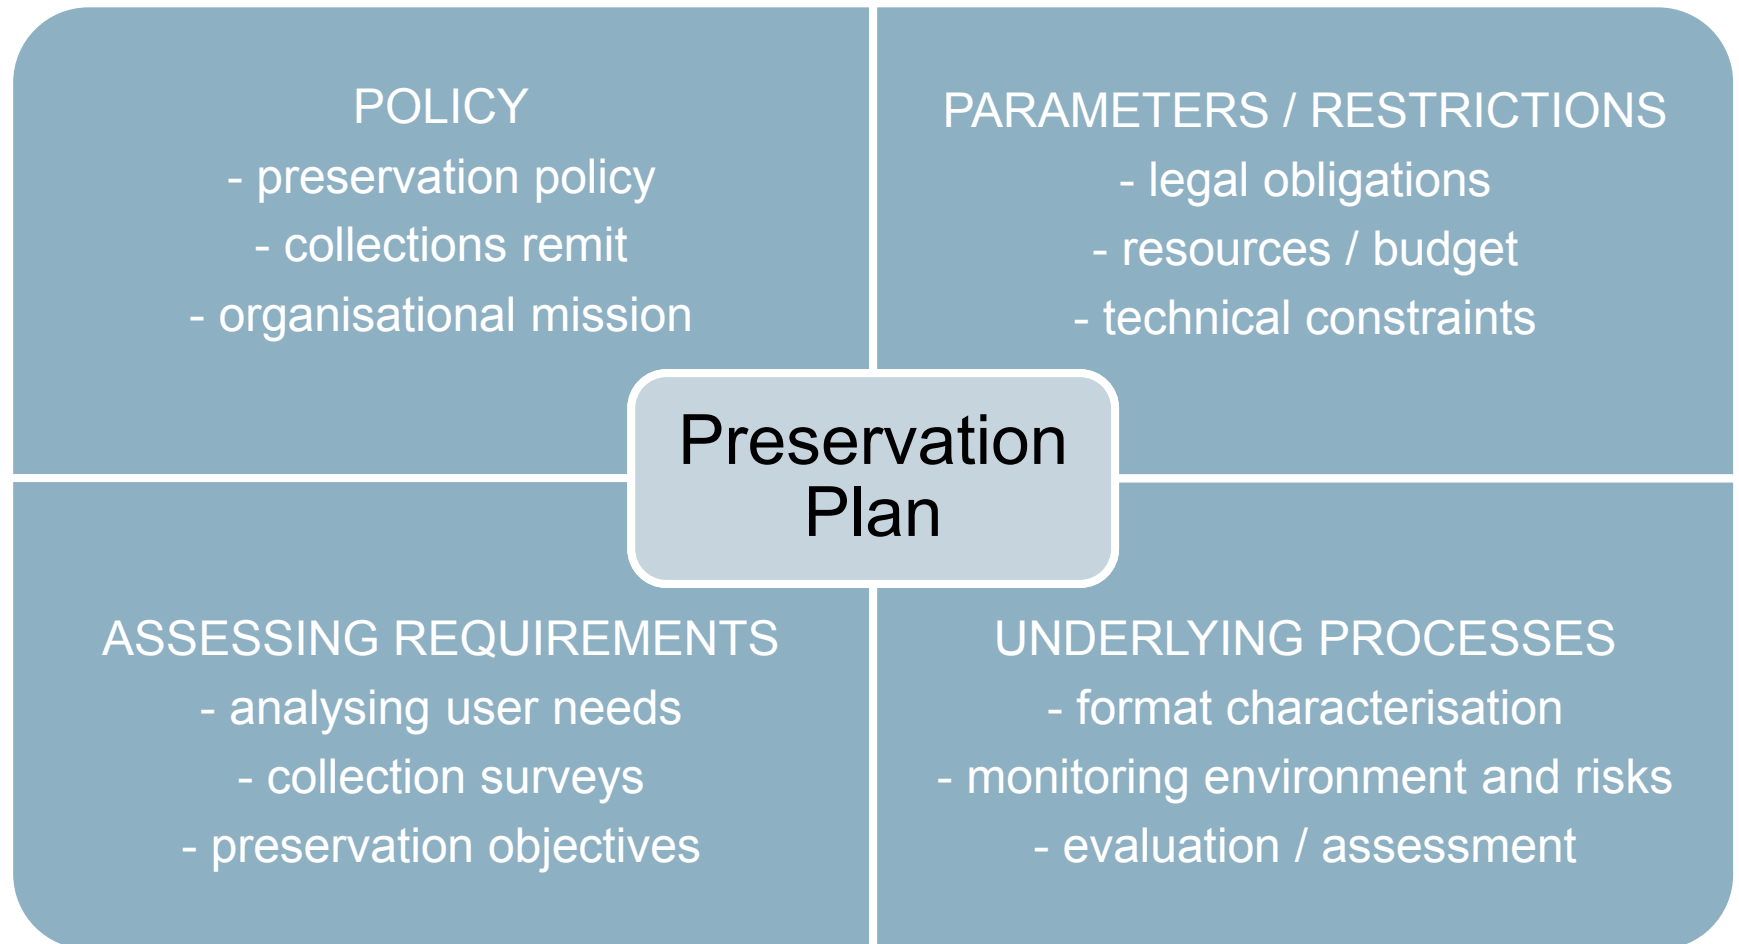 POLICY
- preservation policy
- collections remit
- organisational mission
PARAMETERS / RESTRICTIONS
- legal obligations
- resources / budget
- technical constraints
Preservation
Plan
ASSESSING REQUIREMENTS
- analysing user needs
- collection surveys
- preservation objectives
UNDERLYING PROCESSES
- format characterisation
- monitoring environment and risks
- evaluation / assessment